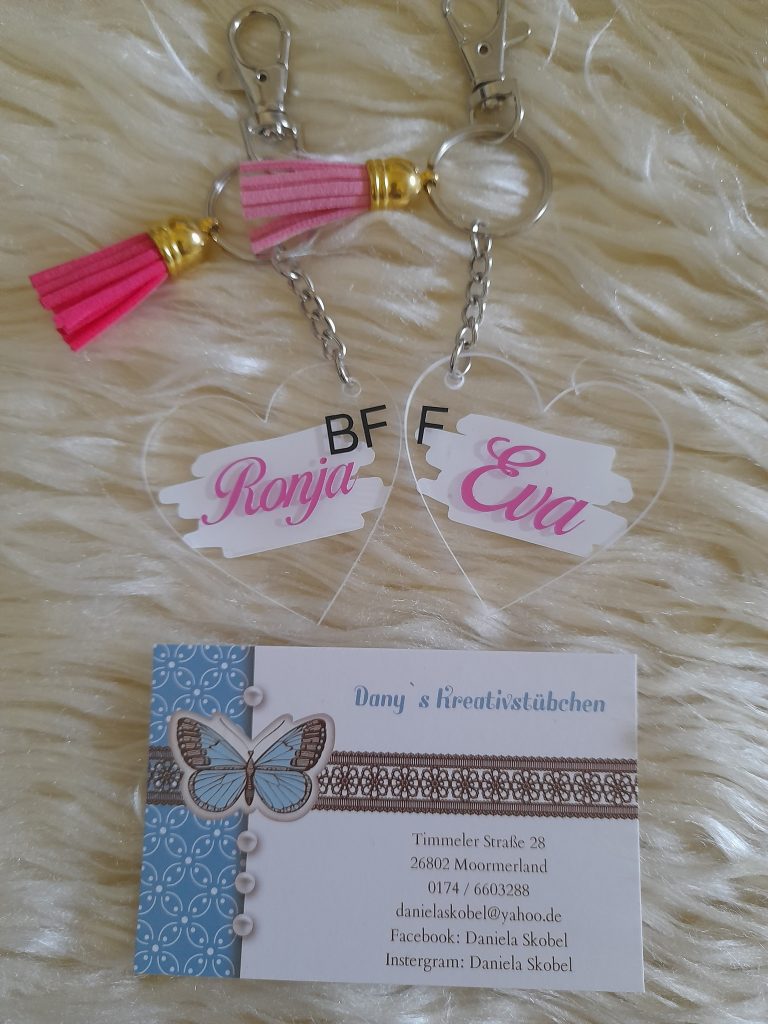 BF F
Ronja
Eva
Dany`s Kreativstübchen
Timmeler Straße 28
26802 Moormerland
0174 / 6603288
danielaskobel@yahoo.de
Facebook: Daniela Skobel
Instergram: Daniela Skobel